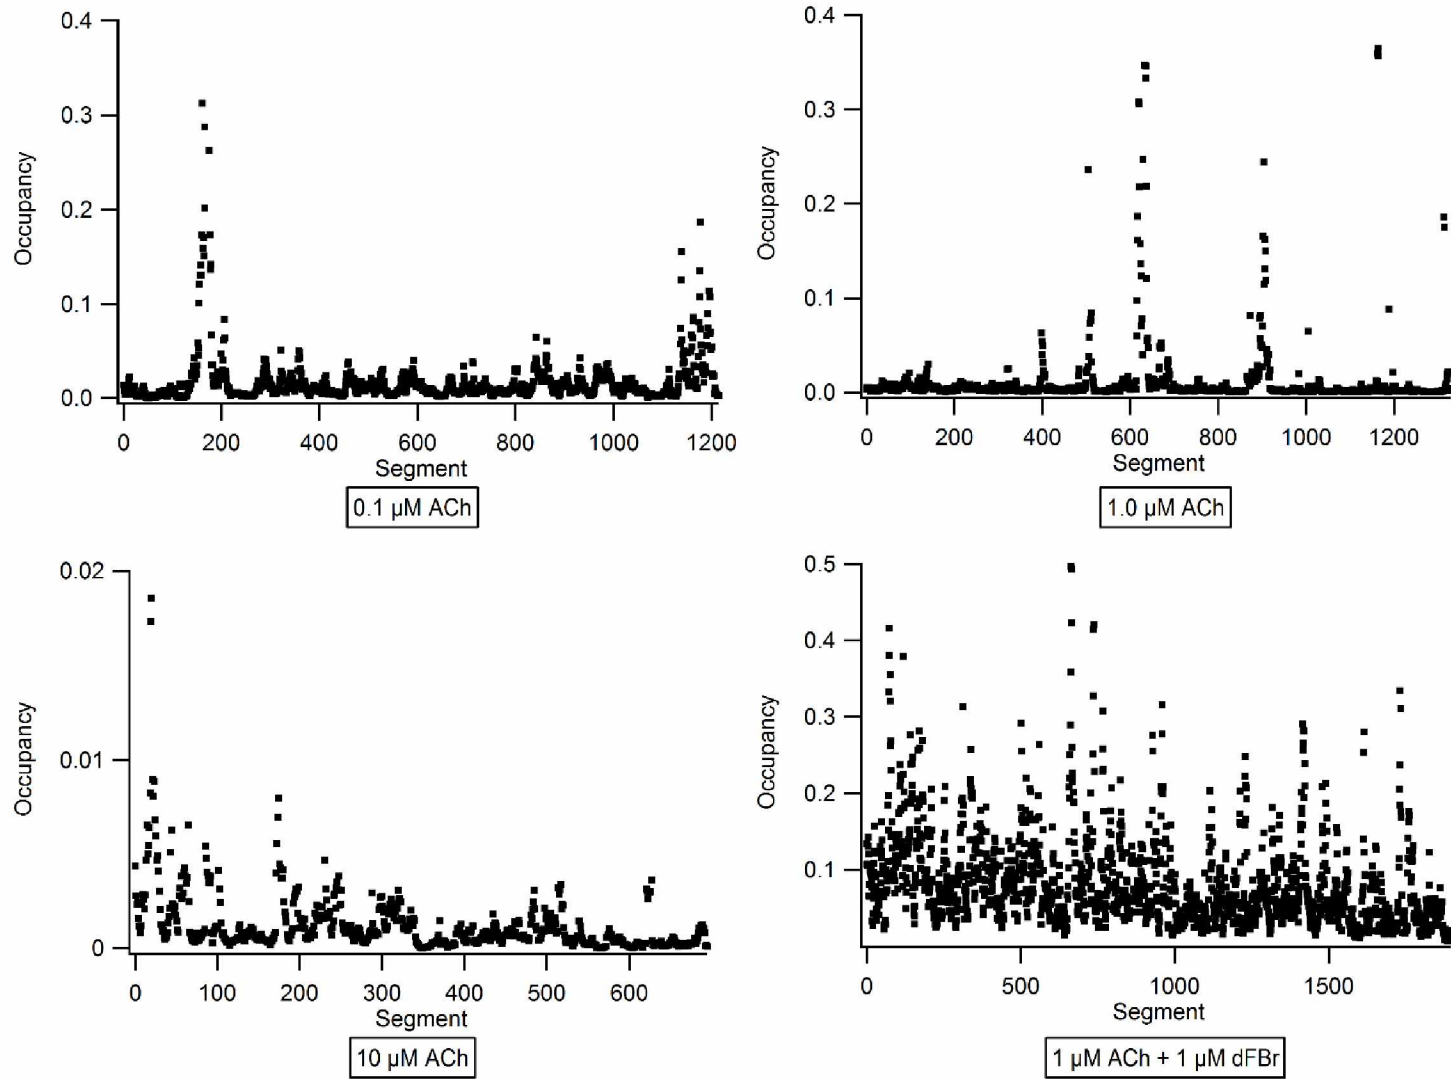 0.4
0.3
0.2
0.1
0.0
Occupancy
0 200 400 600 800 1000 1200
Segment
0.1 µM ACh
0.4
0.3
0.2
0.1
0.0
Occupancy
0 200 400 600 800 1000 1200
Segment
1.0 µM ACh
0.02
0.01
0
Occupancy
0 100 200 300 400 500 600
Segment
10 µM ACh
0.5
0.4
0.3
0.2
0.1
Occupancy
0 500 1000 1500
Segment
1 µM ACh + 1 µM dFBr